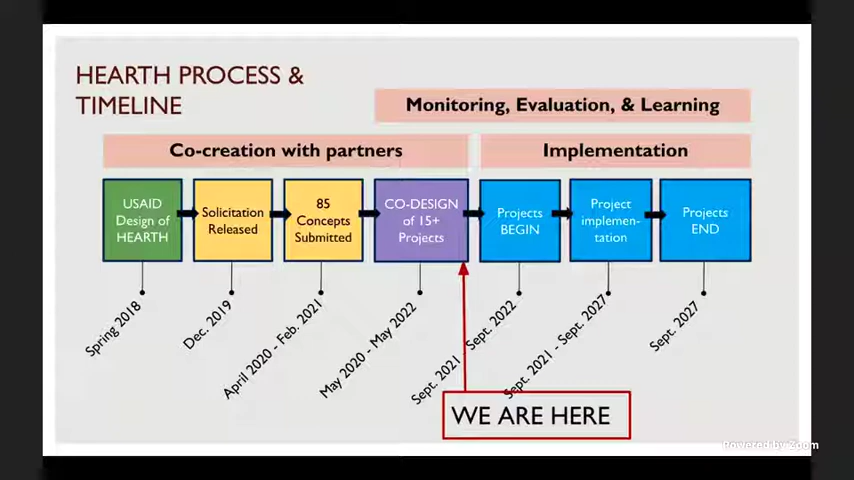 HEARTH PROCESS &
TIMELINE
Monitoring, Evaluation, & Learning
Co-creation with partners
Implementation
USAID
Design of
HEARTH
Solicitation
Released
85
Concepts
Submitted
CO-DESIGN
of 15+
Projects
Projects
BEGIN
Project
implemen-
tation
Projects
END
Spring 2018
Dec. 2019
April 2020 - Feb. 2021
May 2020 - May 2022
Sept. 2021 - Sept. 2022
Sept. 2021 - Sept. 2027
Sept. 2027
WE ARE HERE
Powered by Zoom